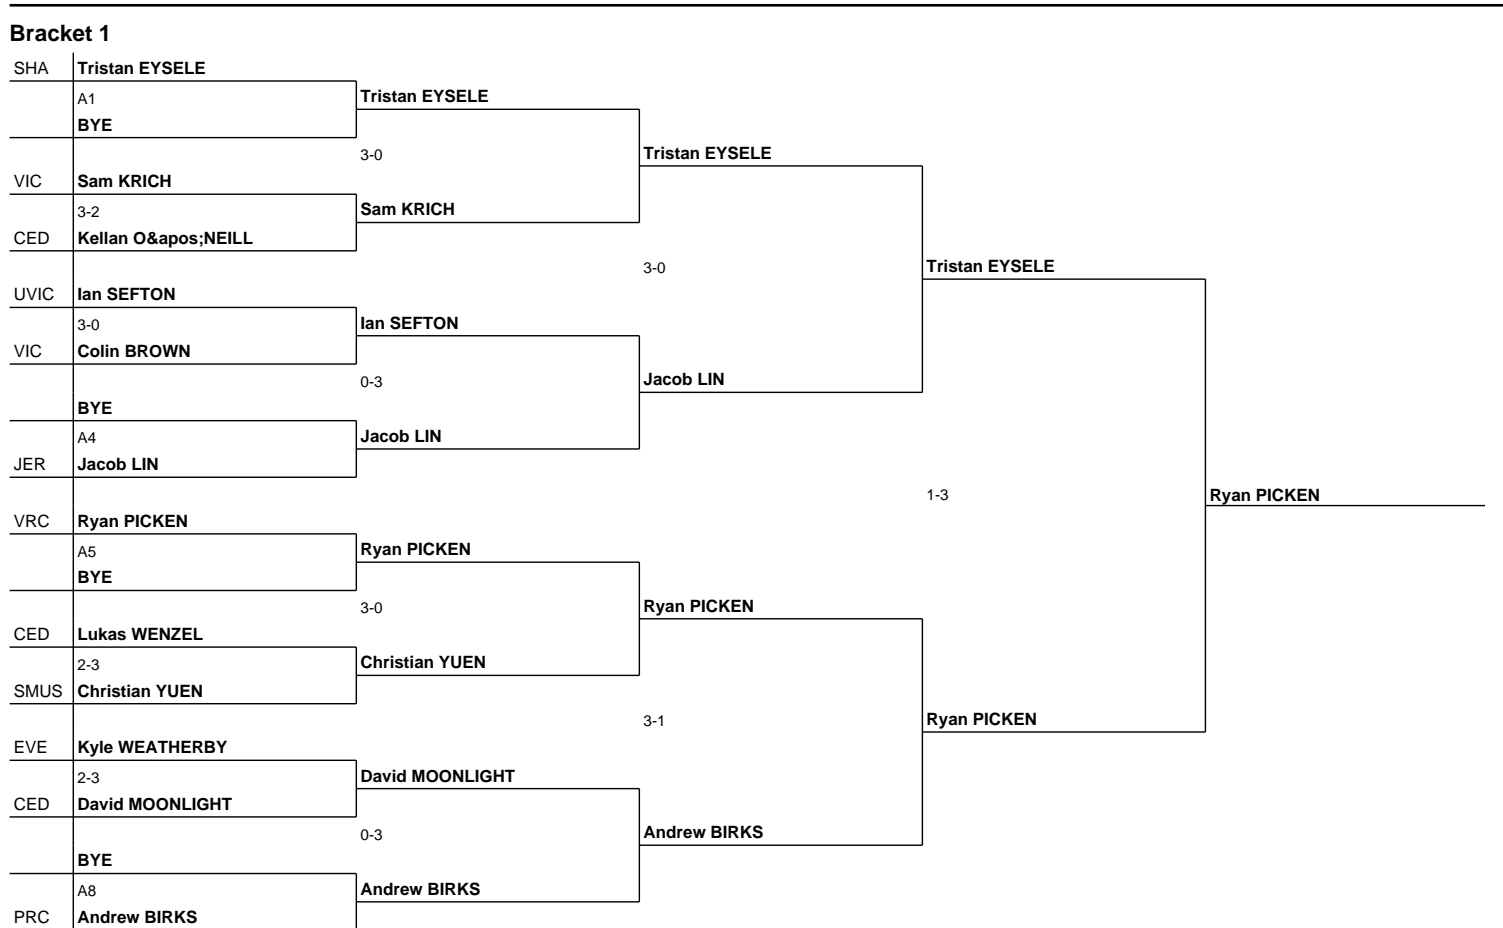 Bracket 1
SHA Tristan EYSELE
A1 Tristan EYSELE
BYE
3-0 Tristan EYSELE
VIC Sam KRICH
3-2 Sam KRICH
CED Kellan O&apos;NEILL
3-0 Tristan EYSELE
UVIC Ian SEFTON
3-0 Ian SEFTON
VIC Colin BROWN
0-3 Jacob LIN
BYE
A4 Jacob LIN
JER Jacob LIN
1-3 Ryan PICKEN
VRC Ryan PICKEN
A5 Ryan PICKEN
BYE
3-0 Ryan PICKEN
CED Lukas WENZEL
2-3 Christian YUEN
SMUS Christian YUEN
3-1 Ryan PICKEN
EVE Kyle WEATHERBY
2-3 David MOONLIGHT
CED David MOONLIGHT
0-3 Andrew BIRKS
BYE
A8 Andrew BIRKS
PRC Andrew BIRKS